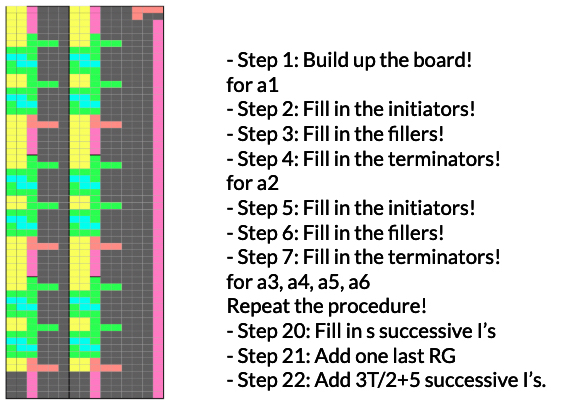 - Step 1: Build up the board!
for a1
- Step 2: Fill in the initiators!
- Step 3: Fill in the fillers!
- Step 4: Fill in the terminators!
for a2
- Step 5: Fill in the initiators!
- Step 6: Fill in the fillers!
- Step 7: Fill in the terminators!
for a3, a4, a5, a6
Repeat the procedure!
- Step 20: Fill in s successive I's
- Step 21: Add one last RG
- Step 22: Add 3T/2+5 successive I's.